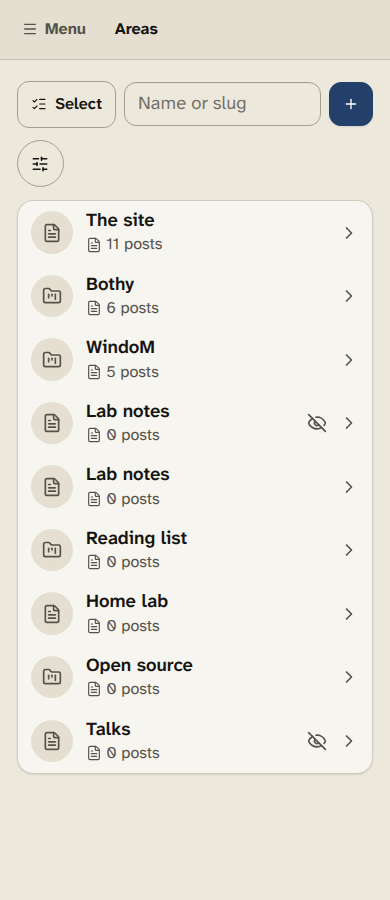 Menu Areas
Select Name or slug
The site
11 posts
Bothy
6 posts
WindoM
5 posts
Lab notes
0 posts
Lab notes
0 posts
Reading list
0 posts
Home lab
0 posts
Open source
0 posts
Talks
0 posts